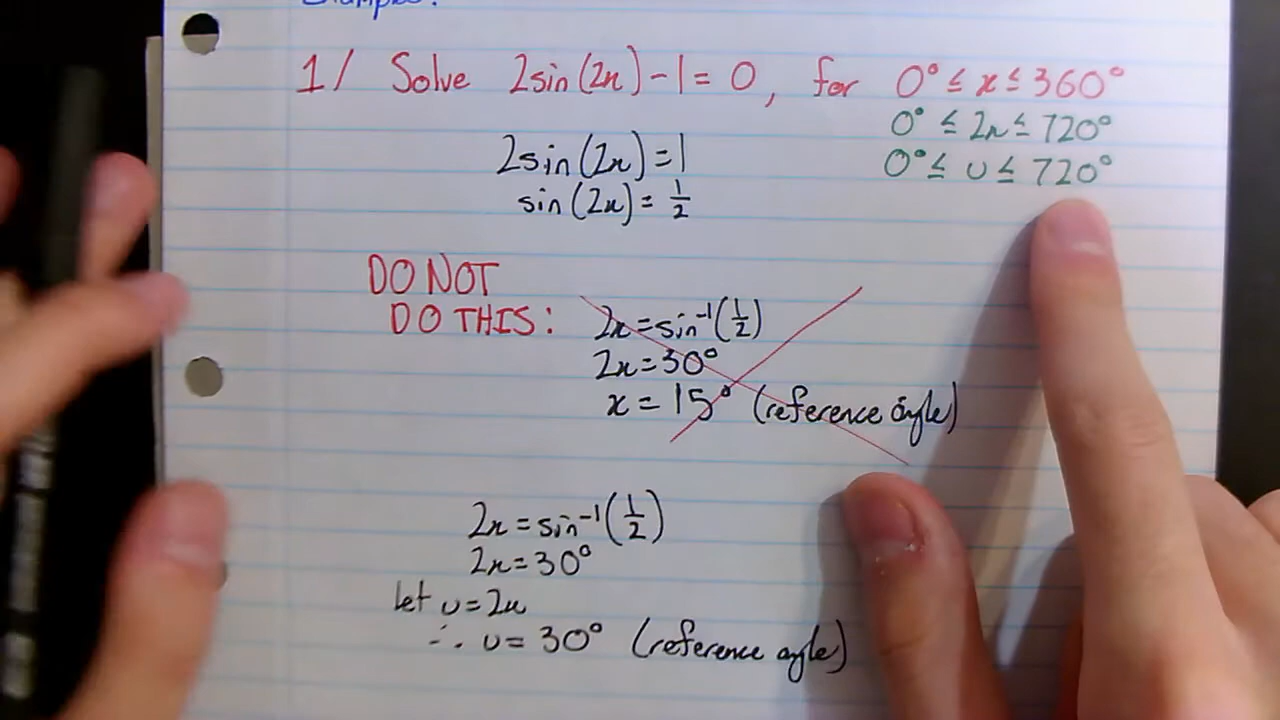 Example:
1/ Solve 2sin(2x)-1=0, for 0° ≤ x ≤ 360°
0° ≤ 2x ≤ 720°
0° ≤ u ≤ 720°
2sin(2x)=1
sin(2x)=1/2
DO NOT
DO THIS:
2x=sin⁻¹(1/2)
2x=30°
x=15° (reference angle)
2x=sin⁻¹(1/2)
2x=30°
let u=2x
∴ u=30° (reference angle)